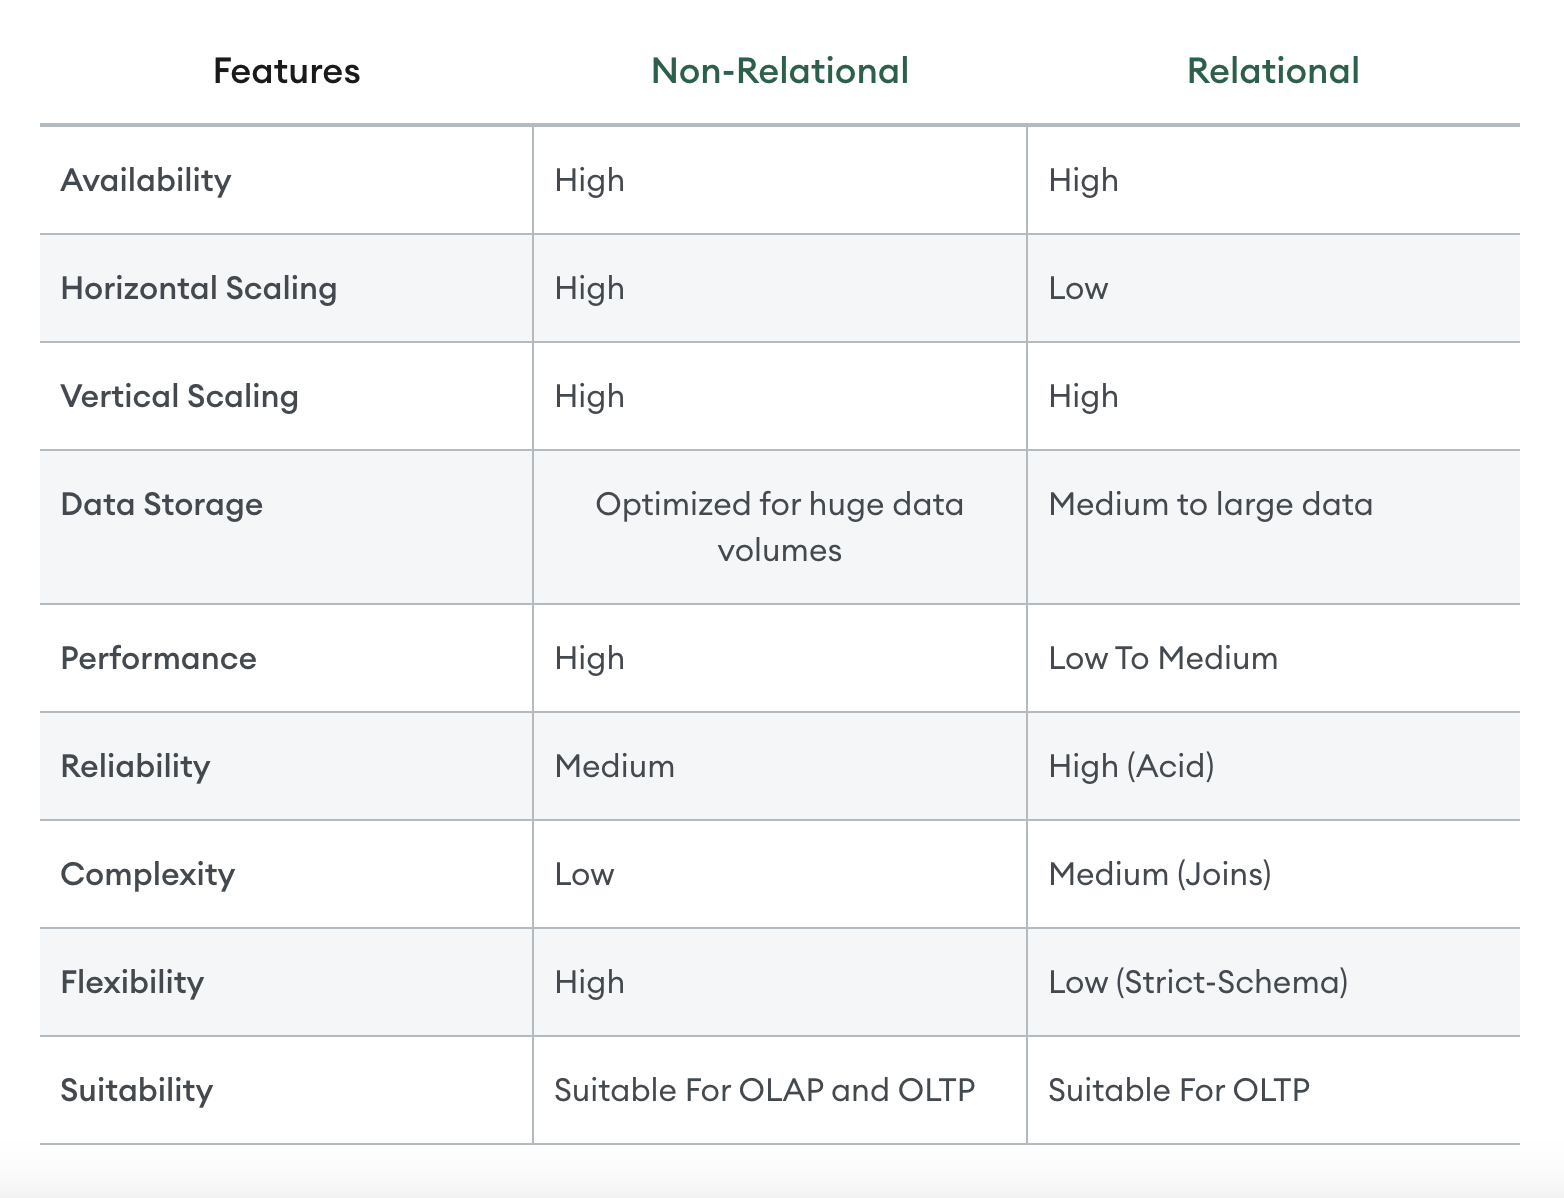 Features Non-Relational Relational
Availability High High
Horizontal Scaling High Low
Vertical Scaling High High
Data Storage Optimized for huge data Medium to large data
volumes
Performance High Low To Medium
Reliability Medium High (Acid)
Complexity Low Medium (Joins)
Flexibility High Low (Strict-Schema)
Suitability Suitable For OLAP and OLTP Suitable For OLTP